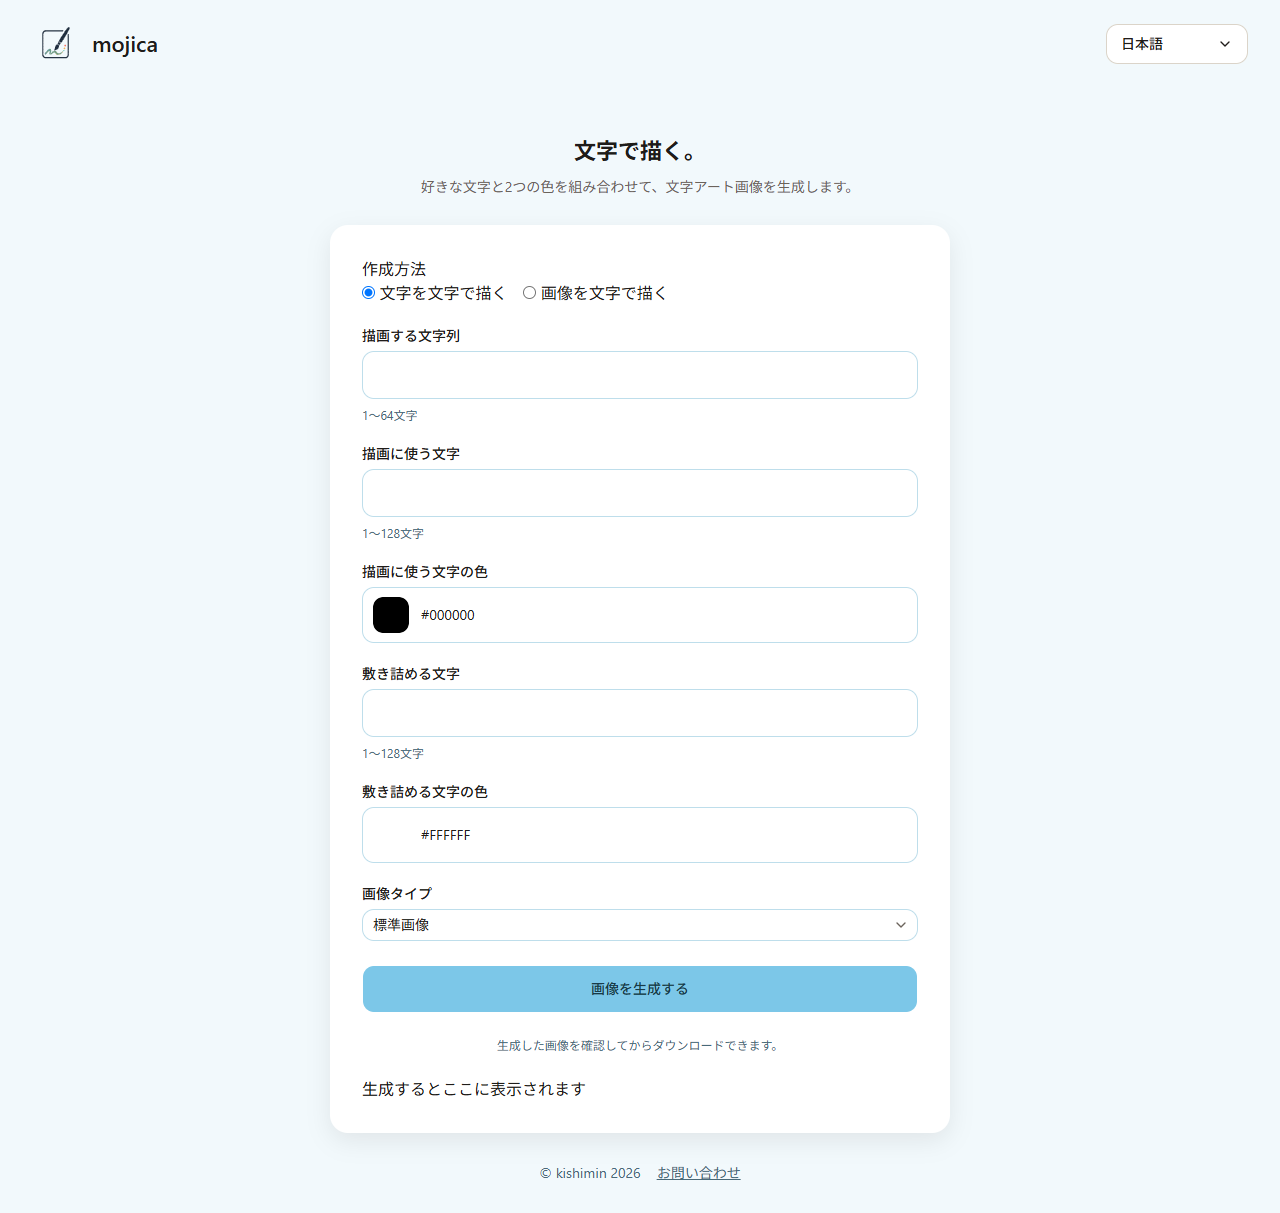 mojica
日本語
文字で描く。
好きな文字と2つの色を組み合わせて、文字アート画像を生成します。
作成方法
文字を文字で描く 画像を文字で描く
描画する文字列
1〜64文字
描画に使う文字
1〜128文字
描画に使う文字の色
#000000
敷き詰める文字
1〜128文字
敷き詰める文字の色
#FFFFFF
画像タイプ
標準画像
画像を生成する
生成した画像を確認してからダウンロードできます。
生成するとここに表示されます
© kishimin 2026 お問い合わせ